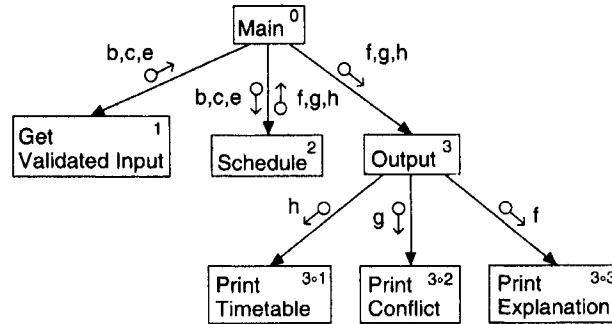 Main 0
b,c,e
f,g,h
b,c,e
f,g,h
Get 1
Validated Input
Schedule 2
Output 3
h
g
f
Print 3∘1
Timetable
Print 3∘2
Conflict
Print 3∘3
Explanation